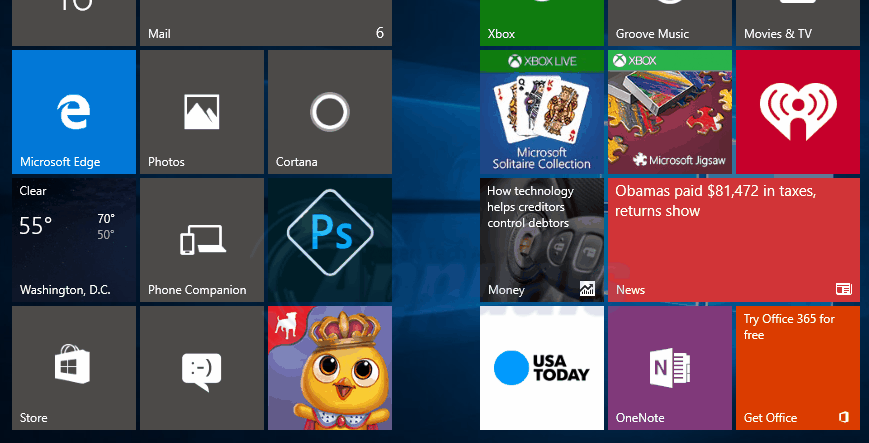 10
Mail
6
Microsoft Edge
Photos
Cortana
Clear
55°
70°
50°
Washington, D.C.
Phone Companion
Ps
Store
:-)
Xbox
Groove Music
Movies & TV
XBOX LIVE
Microsoft
Solitaire Collection
XBOX
Microsoft Jigsaw
How technology
helps creditors
control debtors
Money
Obamas paid $81,472 in taxes,
returns show
News
USA
TODAY
N
OneNote
Try Office 365 for
free
Get Office